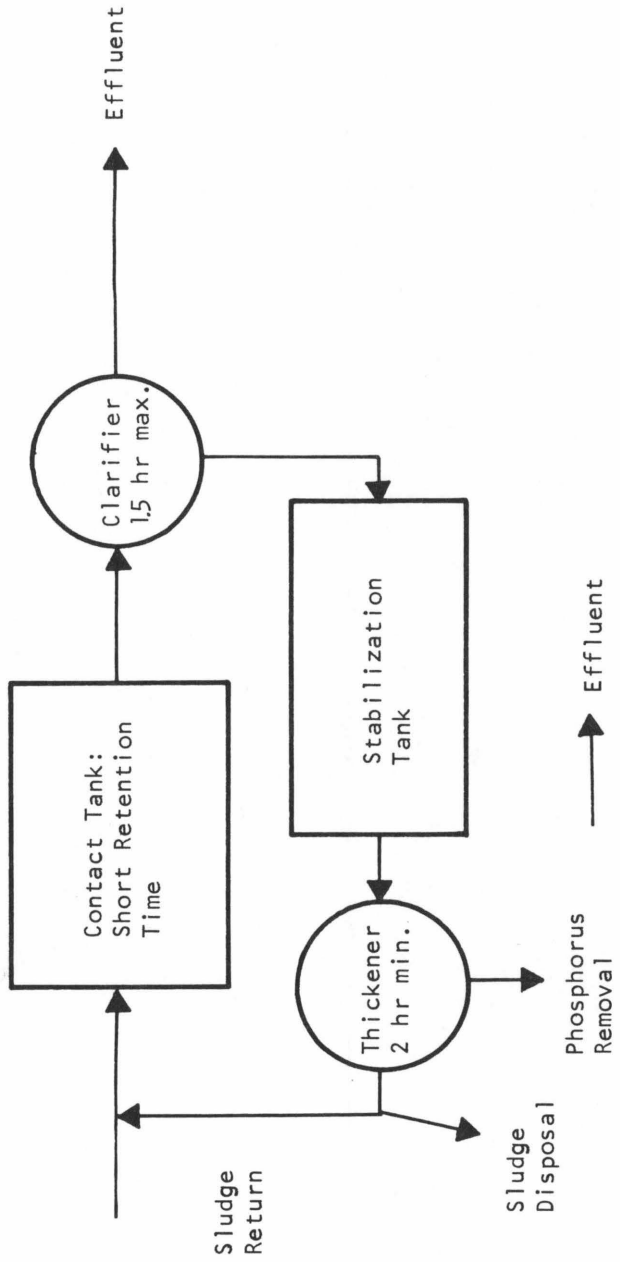 Contact Tank:
Short Retention
Time
Clarifier
1.5 hr max.
Effluent
Sludge
Return
Thickener
2 hr min.
Stabilization
Tank
Sludge
Disposal
Phosphorus
Removal
Effluent